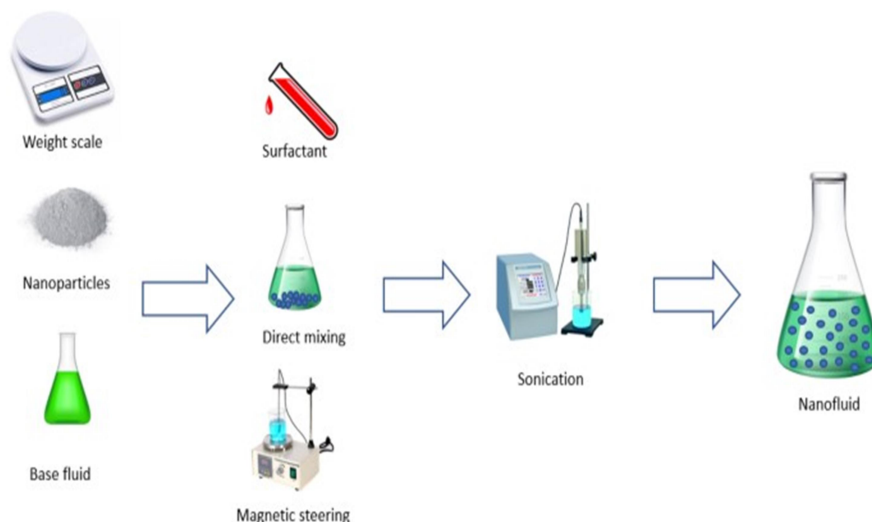 Weight scale
Nanoparticles
Base fluid
Surfactant
Direct mixing
Magnetic steering
Sonication
Nanofluid